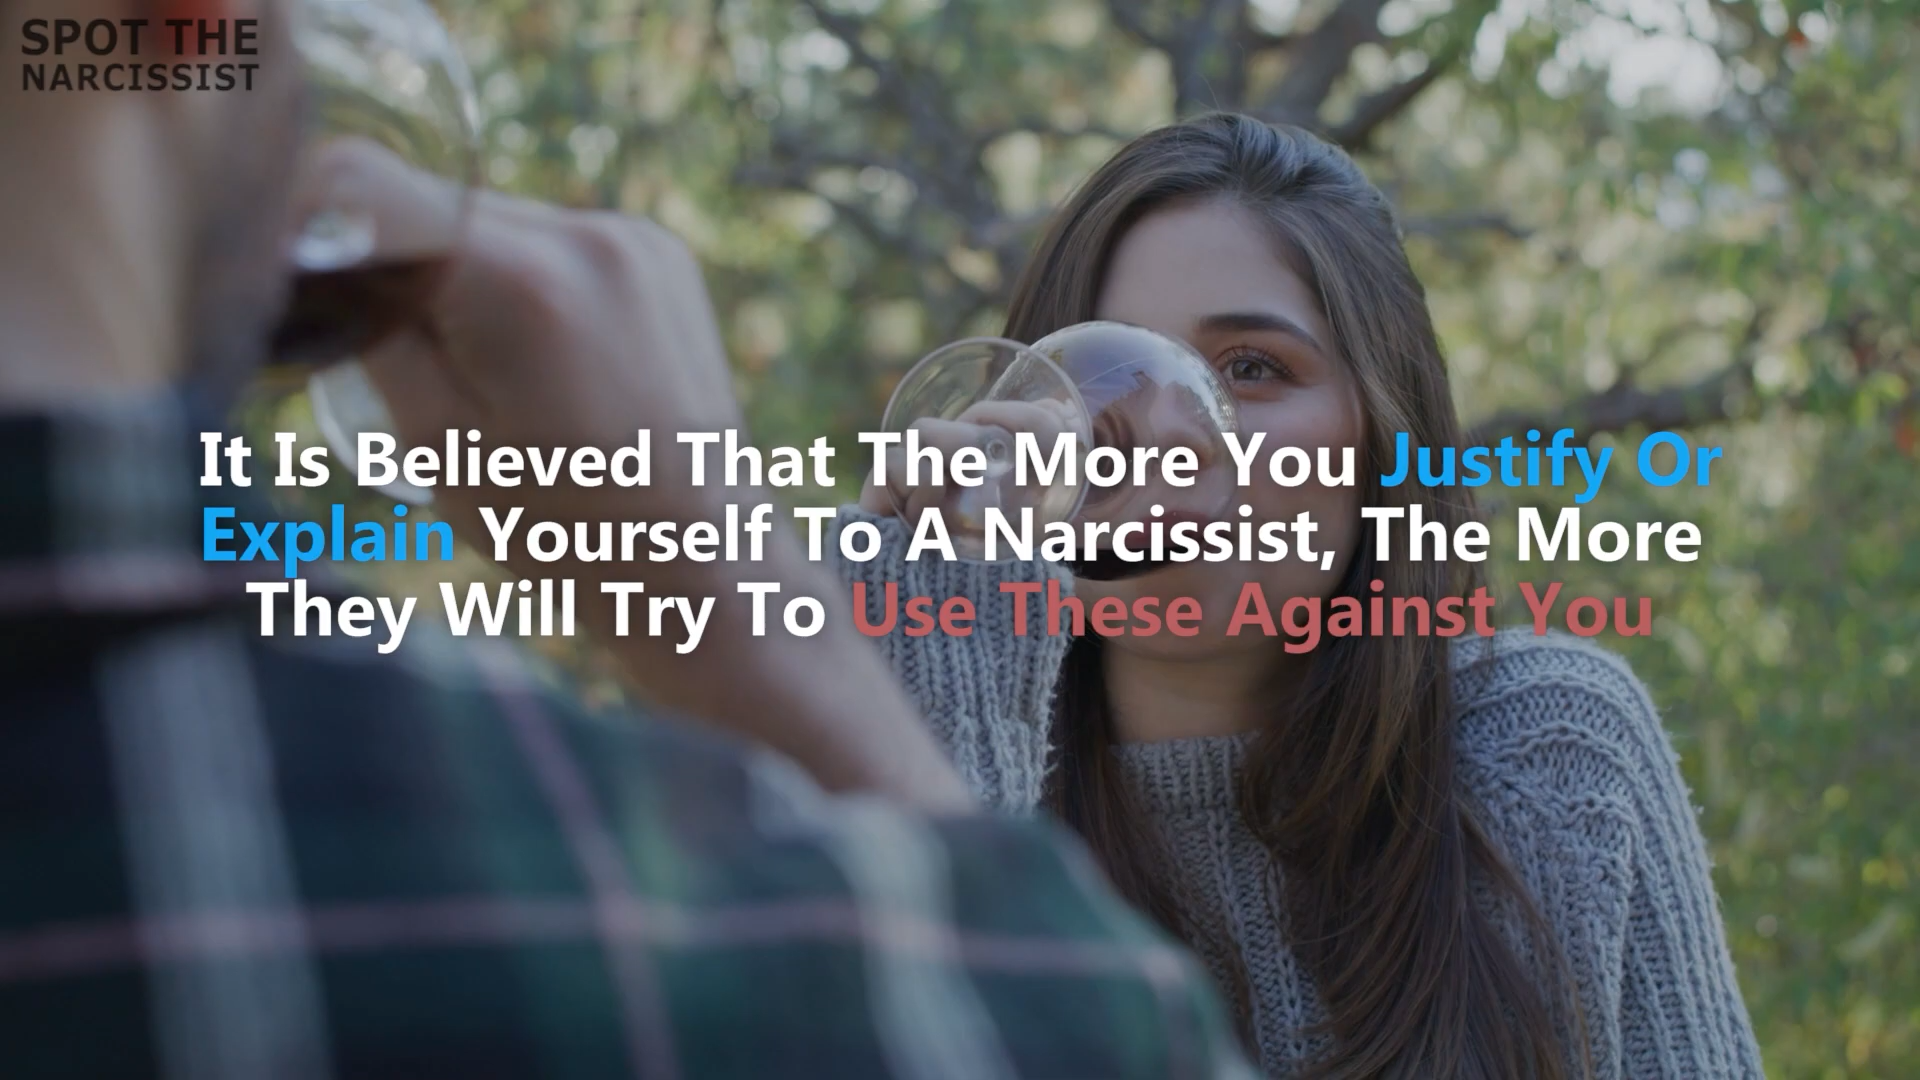 SPOT THE
NARCISSIST
It Is Believed That The More You Justify Or
Explain Yourself To A Narcissist, The More
They Will Try To Use These Against You